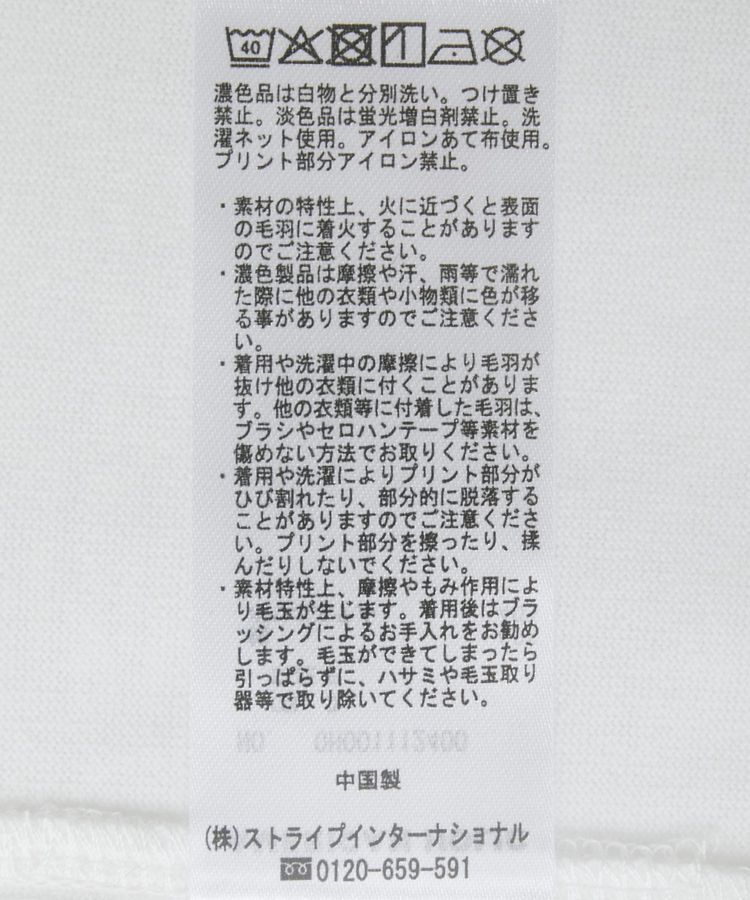 40
濃色品は白物と分別洗い。つけ置き
禁止。淡色品は蛍光増白剤禁止。洗
濯ネット使用。アイロンあて布使用。
プリント部分アイロン禁止。
・素材の特性上、火に近づくと表面
の毛羽に着火することがあります
のでご注意ください。
・濃色製品は摩擦や汗、雨等で濡れ
た際に他の衣類や小物類に色が移
る事がありますのでご注意くださ
い。
・着用や洗濯中の摩擦により毛羽が
抜け他の衣類に付くことがありま
す。他の衣類等に付着した毛羽は、
ブラシやセロハンテープ等素材を
傷めない方法でお取りください。
・着用や洗濯によりプリント部分が
ひび割れたり、部分的に脱落する
ことがありますのでご注意くださ
い。プリント部分を擦ったり、揉
んだりしないでください。
・素材特性上、摩擦やもみ作用によ
り毛玉が生じます。着用後はブラ
ッシングによるお手入れをお勧め
します。毛玉ができてしまったら
引っぱらずに、ハサミや毛玉取り
器等で取り除いてください。
中国製
(株)ストライプインターナショナル
0120-659-591